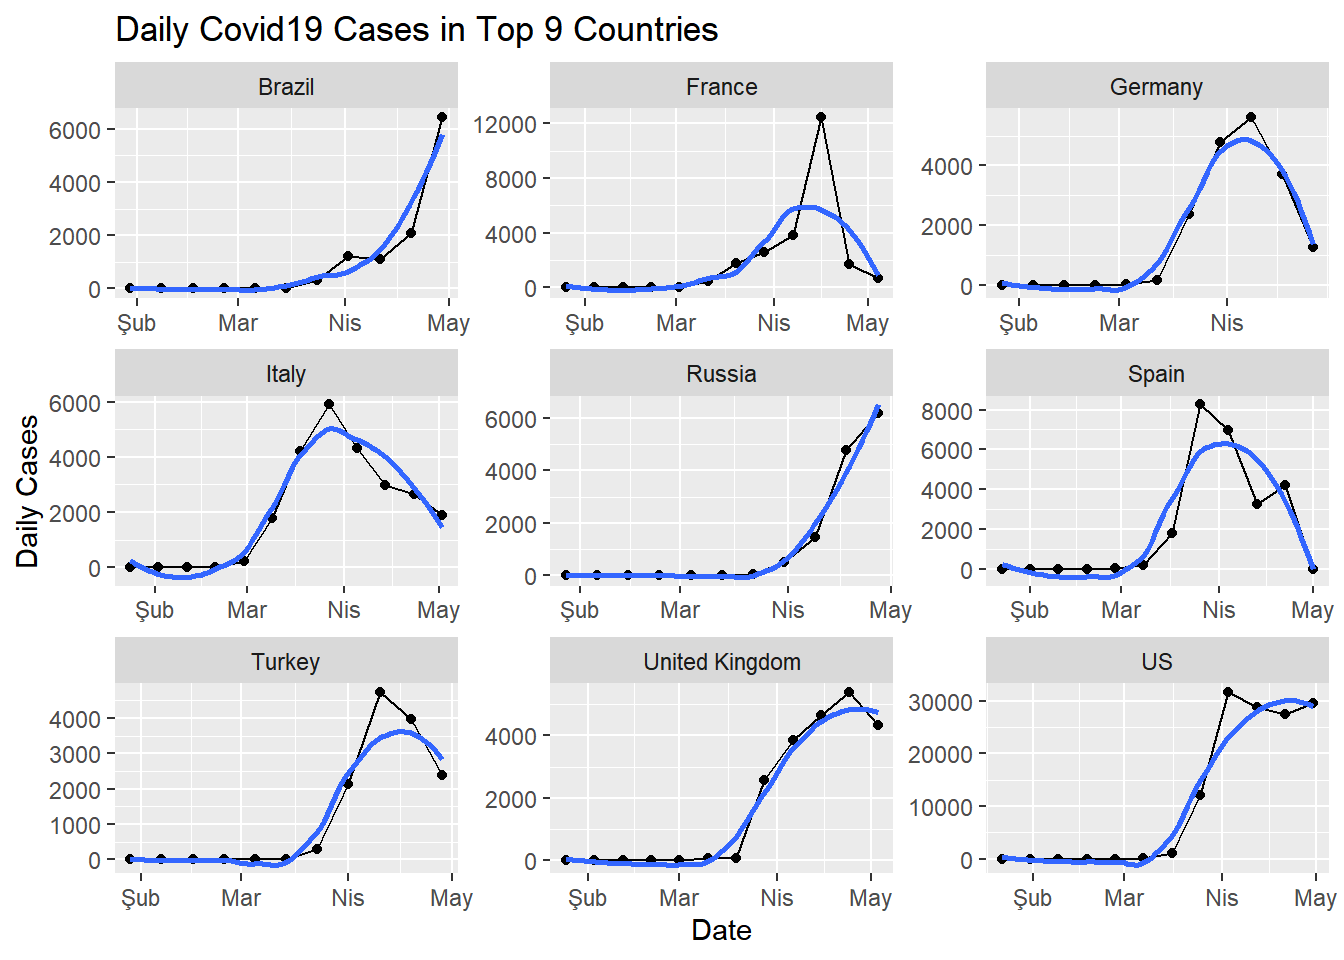 Daily Covid19 Cases in Top 9 Countries
Brazil
France
Germany
6000
4000
2000
0
Şub Mar Nis May
12000
8000
4000
0
Şub Mar Nis May
4000
2000
0
Şub Mar Nis
Italy
Russia
Spain
6000
4000
2000
0
Şub Mar Nis May
6000
4000
2000
0
Şub Mar Nis May
8000
6000
4000
2000
0
Şub Mar Nis May
Daily Cases
Turkey
United Kingdom
US
4000
3000
2000
1000
0
Şub Mar Nis May
4000
2000
0
Şub Mar Nis May
30000
20000
10000
0
Şub Mar Nis May
Date